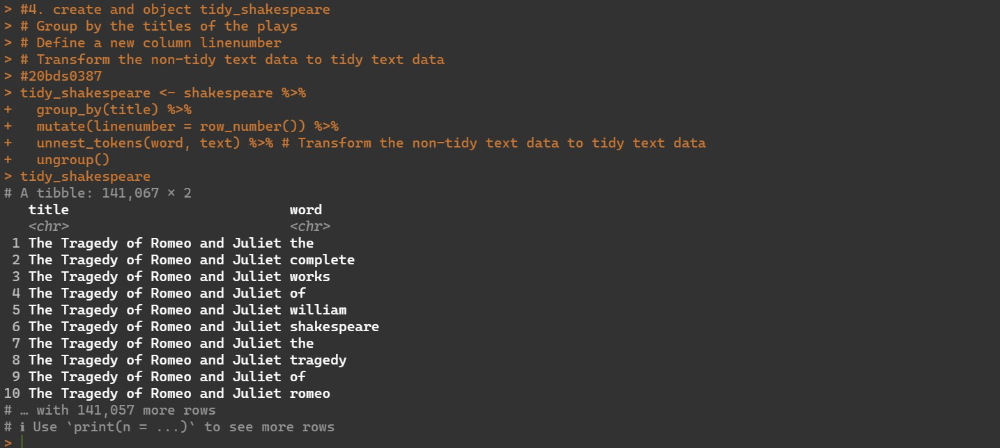 > #4. create and object tidy_shakespeare
> # Group by the titles of the plays
> # Define a new column linenumber
> # Transform the non-tidy text data to tidy text data
> #20bds0387
> tidy_shakespeare <- shakespeare %>%
+   group_by(title) %>%
+   mutate(linenumber = row_number()) %>%
+   unnest_tokens(word, text) %>% # Transform the non-tidy text data to tidy text data
+   ungroup()
> tidy_shakespeare
# A tibble: 141,067 × 2
   title                           word
   <chr>                           <chr>
 1 The Tragedy of Romeo and Juliet the
 2 The Tragedy of Romeo and Juliet complete
 3 The Tragedy of Romeo and Juliet works
 4 The Tragedy of Romeo and Juliet of
 5 The Tragedy of Romeo and Juliet william
 6 The Tragedy of Romeo and Juliet shakespeare
 7 The Tragedy of Romeo and Juliet the
 8 The Tragedy of Romeo and Juliet tragedy
 9 The Tragedy of Romeo and Juliet of
10 The Tragedy of Romeo and Juliet romeo
# … with 141,057 more rows
# ℹ Use `print(n = ...)` to see more rows
>